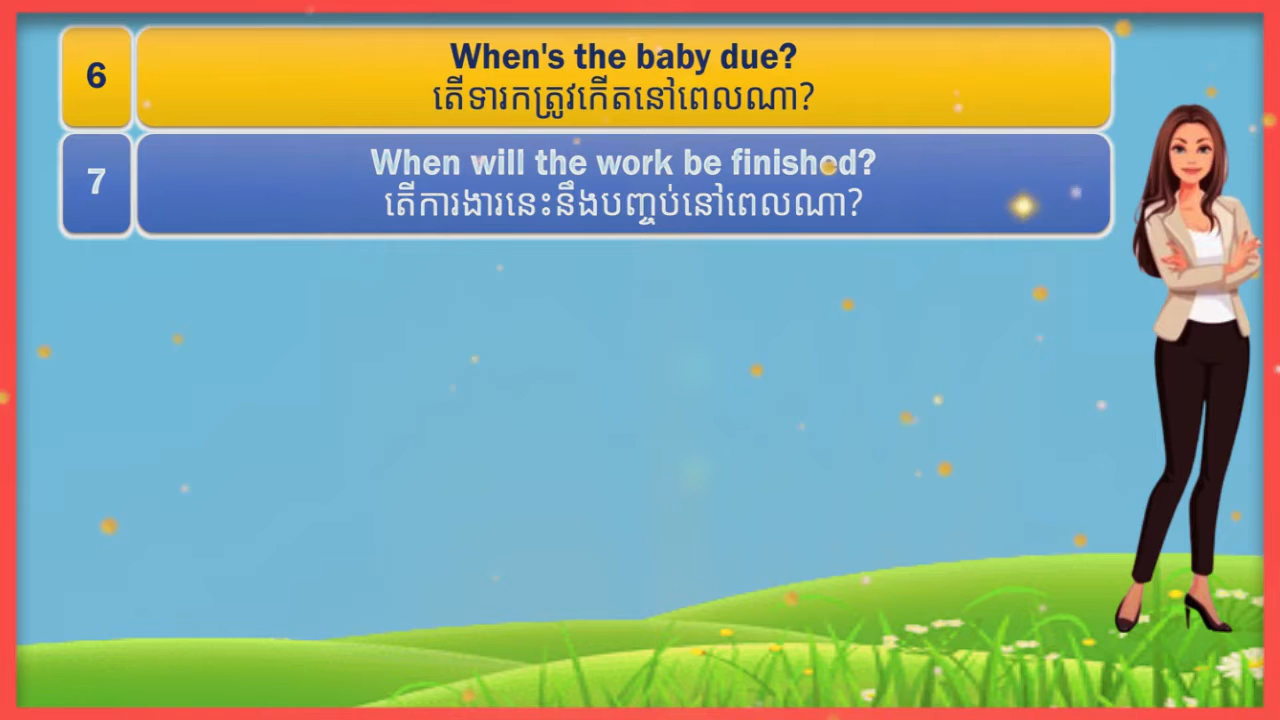 6
When's the baby due?
តើទារកត្រូវកើតនៅពេលណា?
7
When will the work be finished?
តើការងារនេះនឹងបញ្ចប់នៅពេលណា?